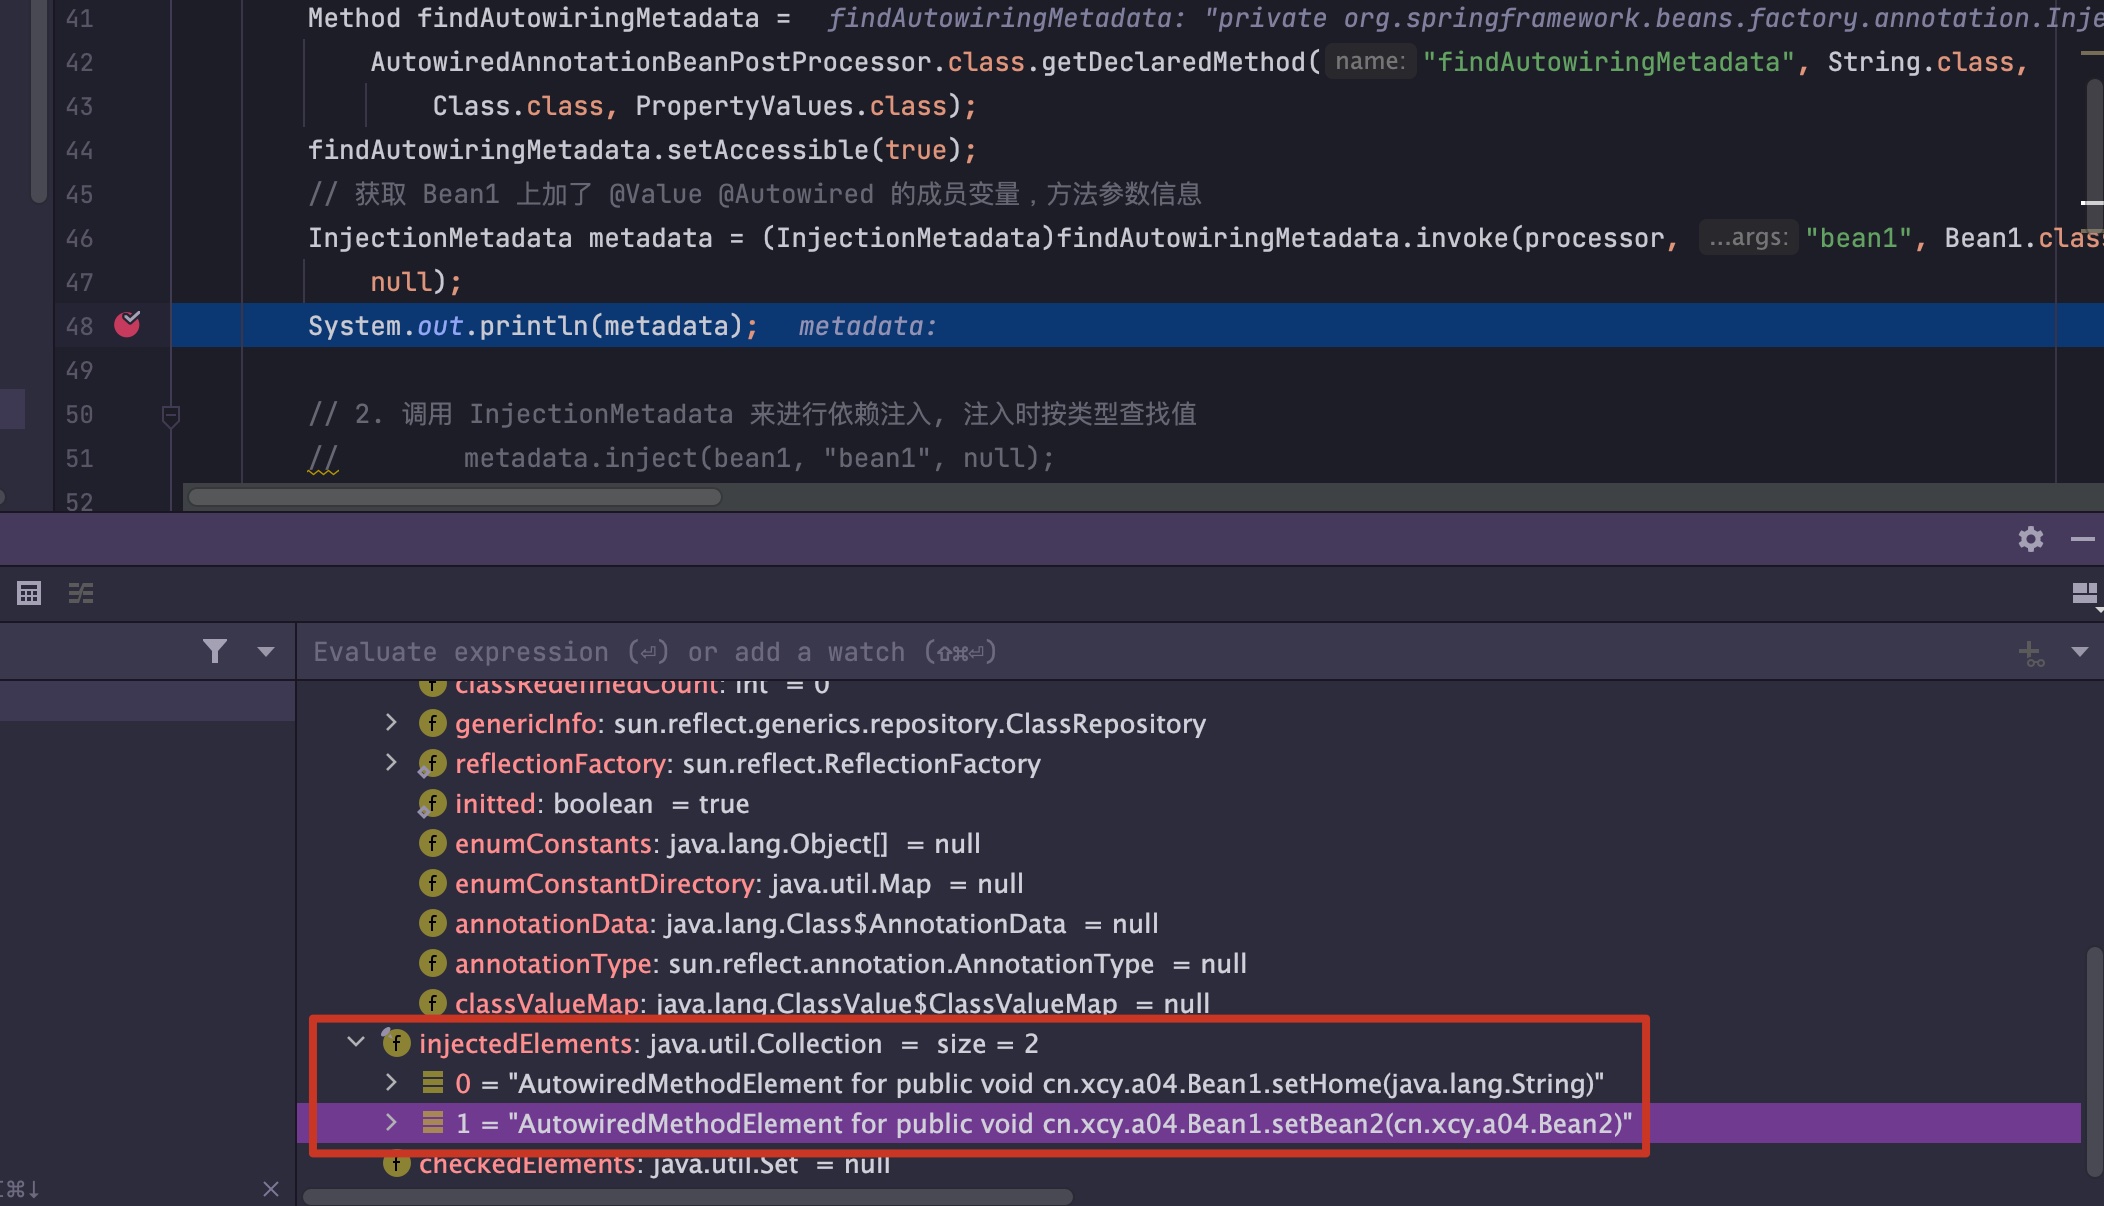 41 Method findAutowiringMetadata = findAutowiringMetadata: "private org.springframework.beans.factory.annotation.Inje
42 AutowiredAnnotationBeanPostProcessor.class.getDeclaredMethod( name: "findAutowiringMetadata", String.class,
43 Class.class, PropertyValues.class);
44 findAutowiringMetadata.setAccessible(true);
45 // 获取 Bean1 上加了 @Value @Autowired 的成员变量，方法参数信息
46 InjectionMetadata metadata = (InjectionMetadata)findAutowiringMetadata.invoke(processor, ...args: "bean1", Bean1.class
47 null);
48 System.out.println(metadata); metadata:
49
50 // 2. 调用 InjectionMetadata 来进行依赖注入, 注入时按类型查找值
51 // metadata.inject(bean1, "bean1", null);
52
Evaluate expression (⏎) or add a watch (⇧⌘⏎)
classRedefinedCount: int = 0
genericInfo: sun.reflect.generics.repository.ClassRepository
reflectionFactory: sun.reflect.ReflectionFactory
initted: boolean = true
enumConstants: java.lang.Object[] = null
enumConstantDirectory: java.util.Map = null
annotationData: java.lang.Class$AnnotationData = null
annotationType: sun.reflect.annotation.AnnotationType = null
classValueMap: java.lang.ClassValue$ClassValueMap = null
injectedElements: java.util.Collection = size = 2
0 = "AutowiredMethodElement for public void cn.xcy.a04.Bean1.setHome(java.lang.String)"
1 = "AutowiredMethodElement for public void cn.xcy.a04.Bean1.setBean2(cn.xcy.a04.Bean2)"
checkedElements: java.util.Set = null
⌘↓